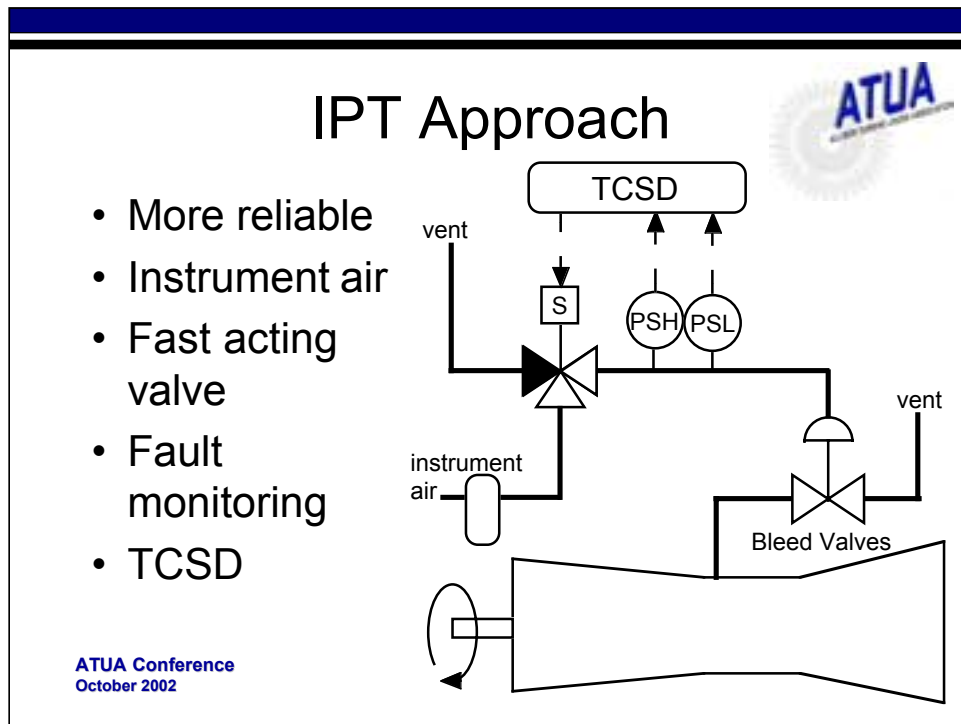 IPT Approach
ATUA
• More reliable
• Instrument air
• Fast acting
valve
• Fault
monitoring
• TCSD
TCSD
vent
S
PSH
PSL
vent
instrument
air
Bleed Valves
ATUA Conference
October 2002